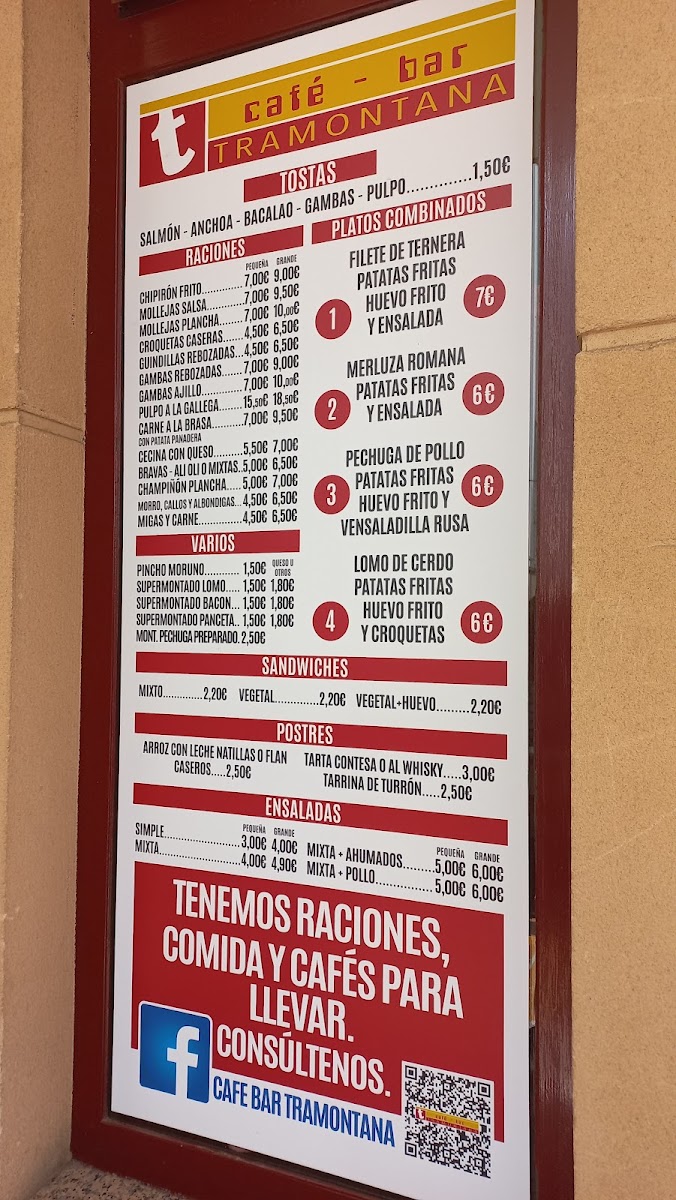 t
café - bar
TRAMONTANA
TOSTAS
SALMÓN - ANCHOA - BACALAO - GAMBAS - PULPO..............1,50€
RACIONES
PEQUEÑA GRANDE
CHIPIRÓN FRITO.............7,00€ 9,00€
MOLLEJAS SALSA...........7,00€ 9,50€
MOLLEJAS PLANCHA.......7,00€ 10,00€
CROQUETAS CASERAS.......4,50€ 6,50€
GUINDILLAS REBOZADAS...4,50€ 6,50€
GAMBAS REBOZADAS.......7,00€ 9,00€
GAMBAS AJILLO.............7,00€ 10,00€
PULPO A LA GALLEGA.......15,50€ 18,50€
CARNE A LA BRASA..........7,00€ 9,50€
CON PATATA PANADERA
CECINA CON QUESO.........5,50€ 7,00€
BRAVAS - ALI OLI O MIXTAS..5,00€ 6,50€
CHAMPIÑÓN PLANCHA.....5,00€ 7,00€
MORRO, CALLOS Y ALBONDIGAS...4,50€ 6,50€
MIGAS Y CARNE.............4,50€ 6,50€
PLATOS COMBINADOS
1
FILETE DE TERNERA
PATATAS FRITAS
HUEVO FRITO
Y ENSALADA
7€
2
MERLUZA ROMANA
PATATAS FRITAS
Y ENSALADA
6€
3
PECHUGA DE POLLO
PATATAS FRITAS
HUEVO FRITO Y
VENSALADILLA RUSA
6€
4
LOMO DE CERDO
PATATAS FRITAS
HUEVO FRITO
Y CROQUETAS
6€
VARIOS
QUESO U
OTROS
PINCHO MORUNO........... 1,50€
SUPERMONTADO LOMO..... 1,50€ 1,80€
SUPERMONTADO BACON... 1,50€ 1,80€
SUPERMONTADO PANCETA.. 1,50€ 1,80€
MONT. PECHUGA PREPARADO. 2,50€
SANDWICHES
MIXTO.............2,20€ VEGETAL..............2,20€ VEGETAL+HUEVO.........2,20€
POSTRES
ARROZ CON LECHE NATILLAS O FLAN
CASEROS.....2,50€
TARTA CONTESA O AL WHISKY.....3,00€
TARRINA DE TURRÓN.....2,50€
ENSALADAS
PEQUEÑA GRANDE
SIMPLE........................3,00€ 4,00€
MIXTA..........................4,00€ 4,90€
PEQUEÑA GRANDE
MIXTA + AHUMADOS.........5,00€ 6,00€
MIXTA + POLLO................5,00€ 6,00€
TENEMOS RACIONES,
COMIDA Y CAFÉS PARA
LLEVAR.
CONSÚLTENOS.
f
CAFE BAR TRAMONTANA